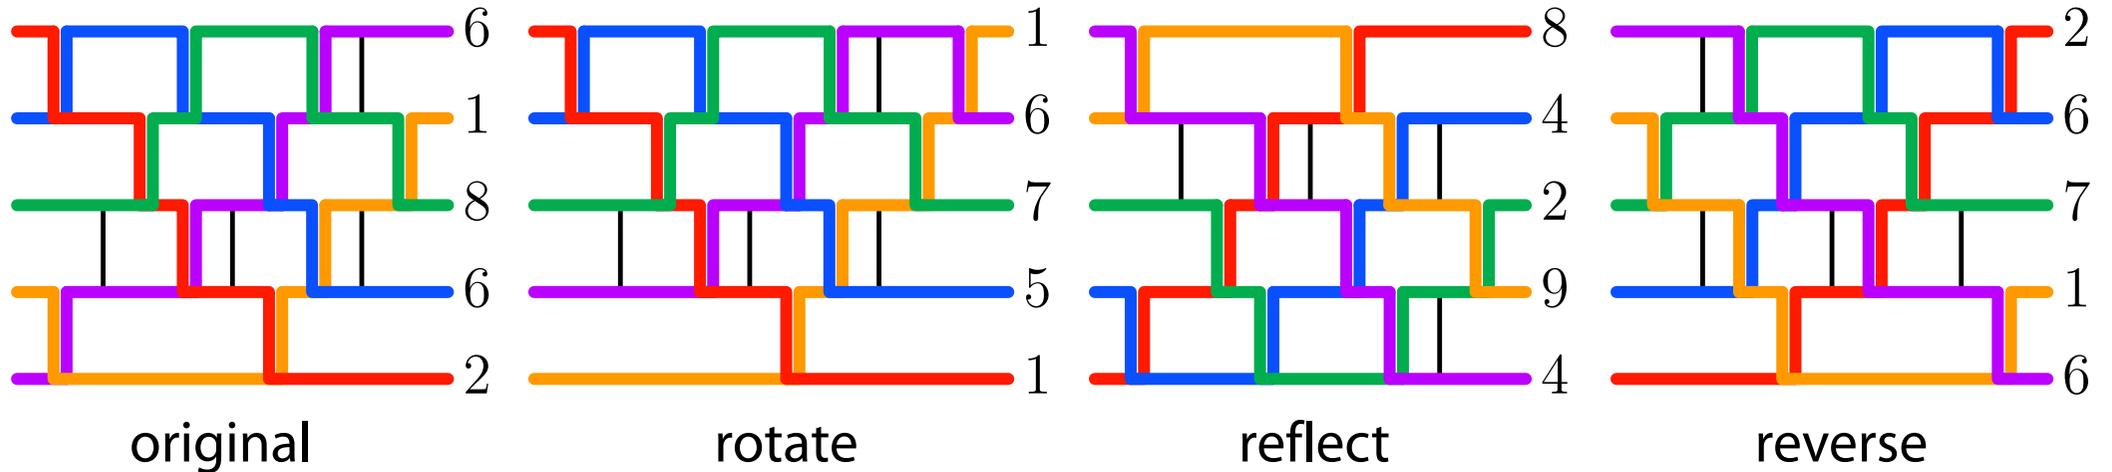 6 1 8 2
1 6 4 6
8 7 2 7
6 5 9 1
2 1 4 6
original rotate reflect reverse